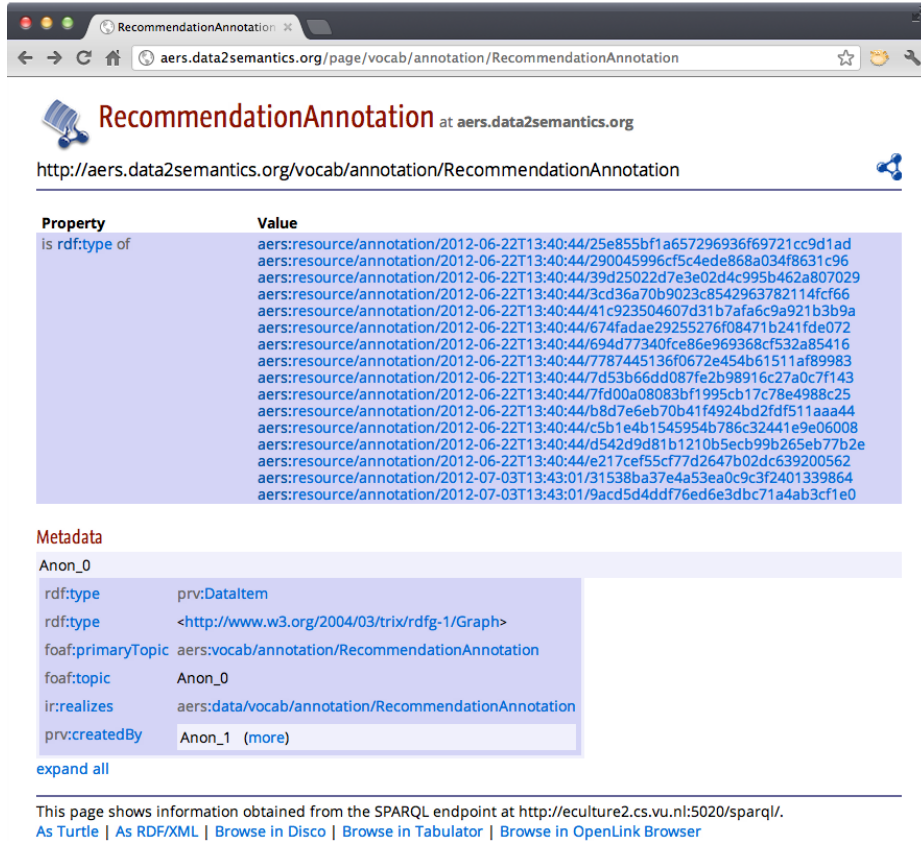 RecommendationAnnotation
aers.data2semantics.org/page/vocab/annotation/RecommendationAnnotation
RecommendationAnnotation at aers.data2semantics.org
http://aers.data2semantics.org/vocab/annotation/RecommendationAnnotation
Property Value
is rdf:type of aers:resource/annotation/2012-06-22T13:40:44/25e855bf1a657296936f69721cc9d1ad
aers:resource/annotation/2012-06-22T13:40:44/290045996cf5c4ede868a034f8631c96
aers:resource/annotation/2012-06-22T13:40:44/39d25022d7e3e02d4c995b462a807029
aers:resource/annotation/2012-06-22T13:40:44/3cd36a70b9023c8542963782114fcf66
aers:resource/annotation/2012-06-22T13:40:44/41c923504607d31b7afa6c9a921b3b9a
aers:resource/annotation/2012-06-22T13:40:44/674fadae29255276f08471b241fde072
aers:resource/annotation/2012-06-22T13:40:44/694d77340fce86e969368cf532a85416
aers:resource/annotation/2012-06-22T13:40:44/7787445136f0672e454b61511af89983
aers:resource/annotation/2012-06-22T13:40:44/7d53b66dd087fe2b98916c27a0c7f143
aers:resource/annotation/2012-06-22T13:40:44/7fd00a08083bf1995cb17c78e4988c25
aers:resource/annotation/2012-06-22T13:40:44/b8d7e6eb70b41f4924bd2fdf511aaa44
aers:resource/annotation/2012-06-22T13:40:44/c5b1e4b1545954b786c32441e9e06008
aers:resource/annotation/2012-06-22T13:40:44/d542d9d81b1210b5ecb99b265eb77b2e
aers:resource/annotation/2012-06-22T13:40:44/e217cef55cf77d2647b02dc639200562
aers:resource/annotation/2012-07-03T13:43:01/31538ba37e4a53ea0c9c3f2401339864
aers:resource/annotation/2012-07-03T13:43:01/9acd5d4ddf76ed6e3dbc71a4ab3cf1e0
Metadata
Anon_0
rdf:type prv:DataItem
rdf:type <http://www.w3.org/2004/03/trix/rdfg-1/Graph>
foaf:primaryTopic aers:vocab/annotation/RecommendationAnnotation
foaf:topic Anon_0
ir:realizes aers:data/vocab/annotation/RecommendationAnnotation
prv:createdBy Anon_1 (more)
expand all
This page shows information obtained from the SPARQL endpoint at http://eculture2.cs.vu.nl:5020/sparql/.
As Turtle | As RDF/XML | Browse in Disco | Browse in Tabulator | Browse in OpenLink Browser